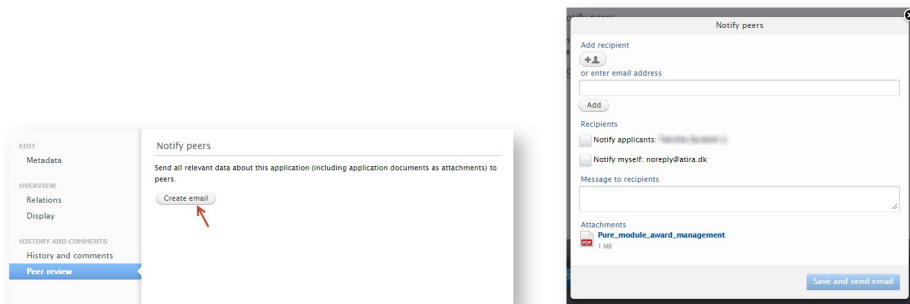 EDIT
Metadata
OVERVIEW
Relations
Display
HISTORY AND COMMENTS
History and comments
Peer review
Notify peers
Send all relevant data about this application (including application documents as attachments) to
peers.
Create email
Notify peers
Add recipient
or enter email address
Add
Recipients
Notify applicants:
Notify myself: noreply@atira.dk
Message to recipients
Attachments
Pure_module_award_management
PDF
1 MB
Save and send email